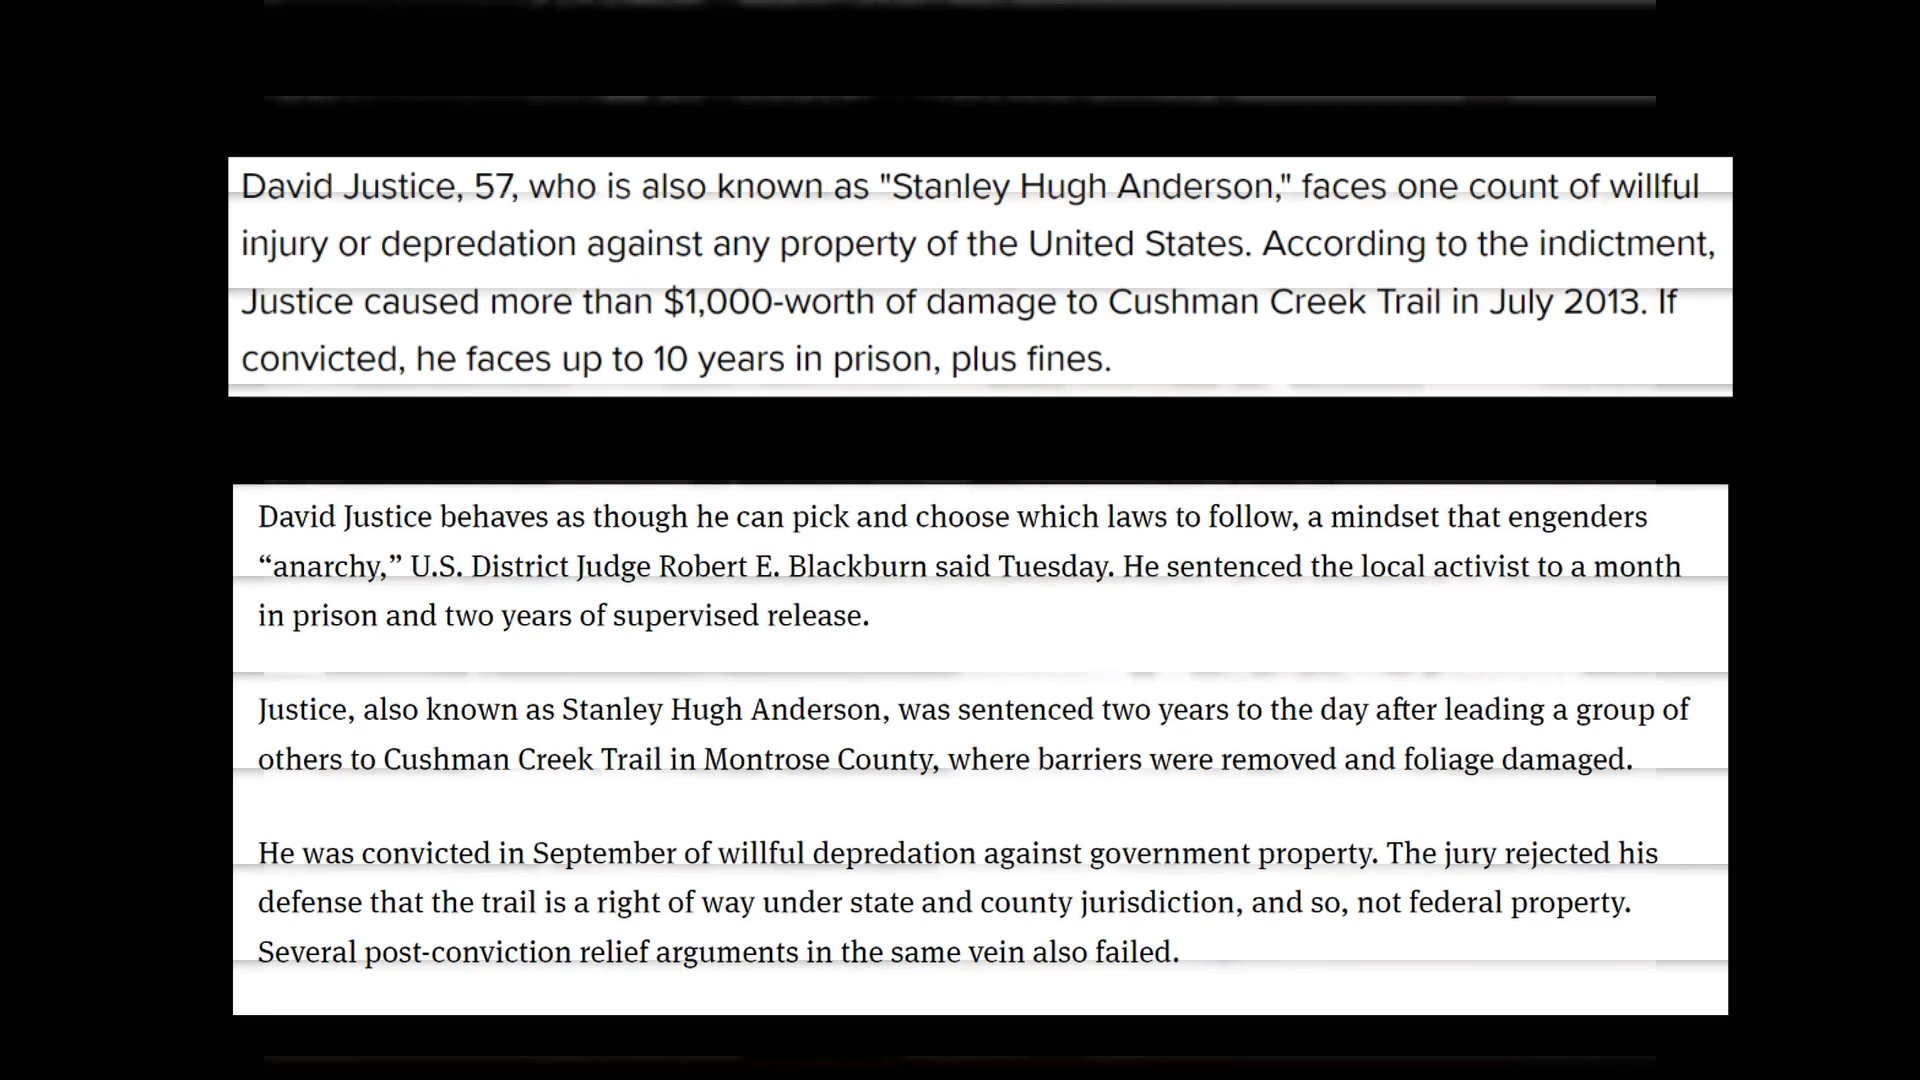 David Justice, 57, who is also known as "Stanley Hugh Anderson," faces one count of willful
injury or depredation against any property of the United States. According to the indictment,
Justice caused more than $1,000-worth of damage to Cushman Creek Trail in July 2013. If
convicted, he faces up to 10 years in prison, plus fines.
David Justice behaves as though he can pick and choose which laws to follow, a mindset that engenders
“anarchy,” U.S. District Judge Robert E. Blackburn said Tuesday. He sentenced the local activist to a month
in prison and two years of supervised release.
Justice, also known as Stanley Hugh Anderson, was sentenced two years to the day after leading a group of
others to Cushman Creek Trail in Montrose County, where barriers were removed and foliage damaged.
He was convicted in September of willful depredation against government property. The jury rejected his
defense that the trail is a right of way under state and county jurisdiction, and so, not federal property.
Several post-conviction relief arguments in the same vein also failed.